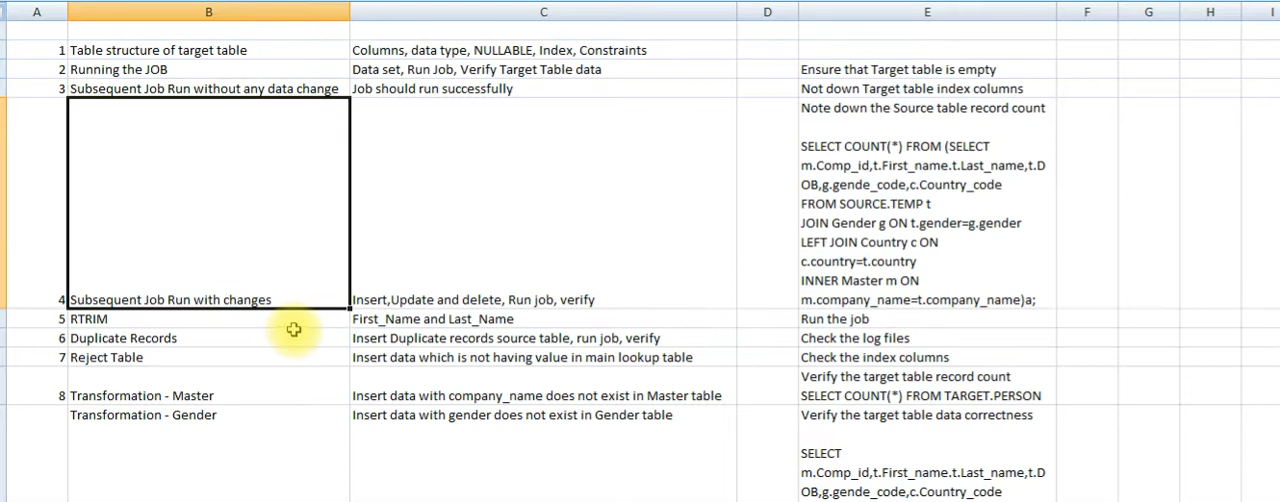 A B C D E F G H I
1 Table structure of target table Columns, data type, NULLABLE, Index, Constraints
2 Running the JOB Data set, Run Job, Verify Target Table data Ensure that Target table is empty
3 Subsequent Job Run without any data change Job should run successfully Not down Target table index columns
Note down the Source table record count
SELECT COUNT(*) FROM (SELECT
m.Comp_id,t.First_name.t.Last_name,t.D
OB,g.gende_code,c.Country_code
FROM SOURCE.TEMP t
JOIN Gender g ON t.gender=g.gender
LEFT JOIN Country c ON
c.country=t.country
INNER Master m ON
4 Subsequent Job Run with changes Insert,Update and delete, Run job, verify m.company_name=t.company_name)a;
5 RTRIM First_Name and Last_Name Run the job
6 Duplicate Records Insert Duplicate records source table, run job, verify Check the log files
7 Reject Table Insert data which is not having value in main lookup table Check the index columns
Verify the target table record count
8 Transformation - Master Insert data with company_name does not exist in Master table SELECT COUNT(*) FROM TARGET.PERSON
Transformation - Gender Insert data with gender does not exist in Gender table Verify the target table data correctness
SELECT
m.Comp_id,t.First_name.t.Last_name,t.D
OB,g.gende_code,c.Country_code